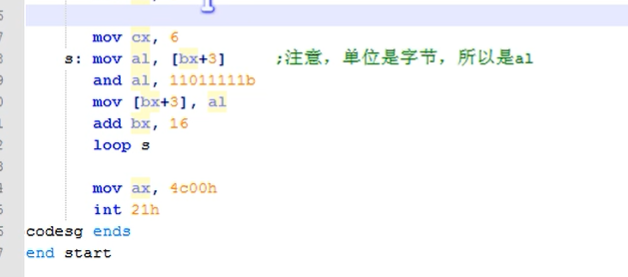 mov cx, 6
s: mov al, [bx+3] ;注意，单位是字节，所以是al
and al, 11011111b
mov [bx+3], al
add bx, 16
loop s
mov ax, 4c00h
int 21h
codesg ends
end start